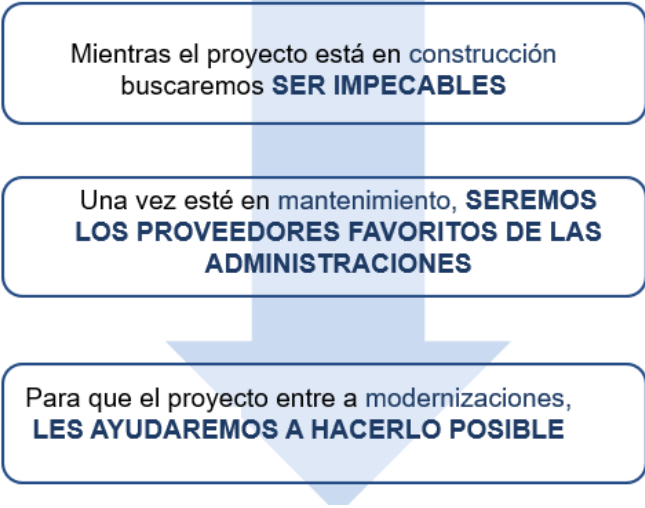 Mientras el proyecto está en construcción
buscaremos SER IMPECABLES
Una vez esté en mantenimiento, SEREMOS
LOS PROVEEDORES FAVORITOS DE LAS
ADMINISTRACIONES
Para que el proyecto entre a modernizaciones,
LES AYUDAREMOS A HACERLO POSIBLE